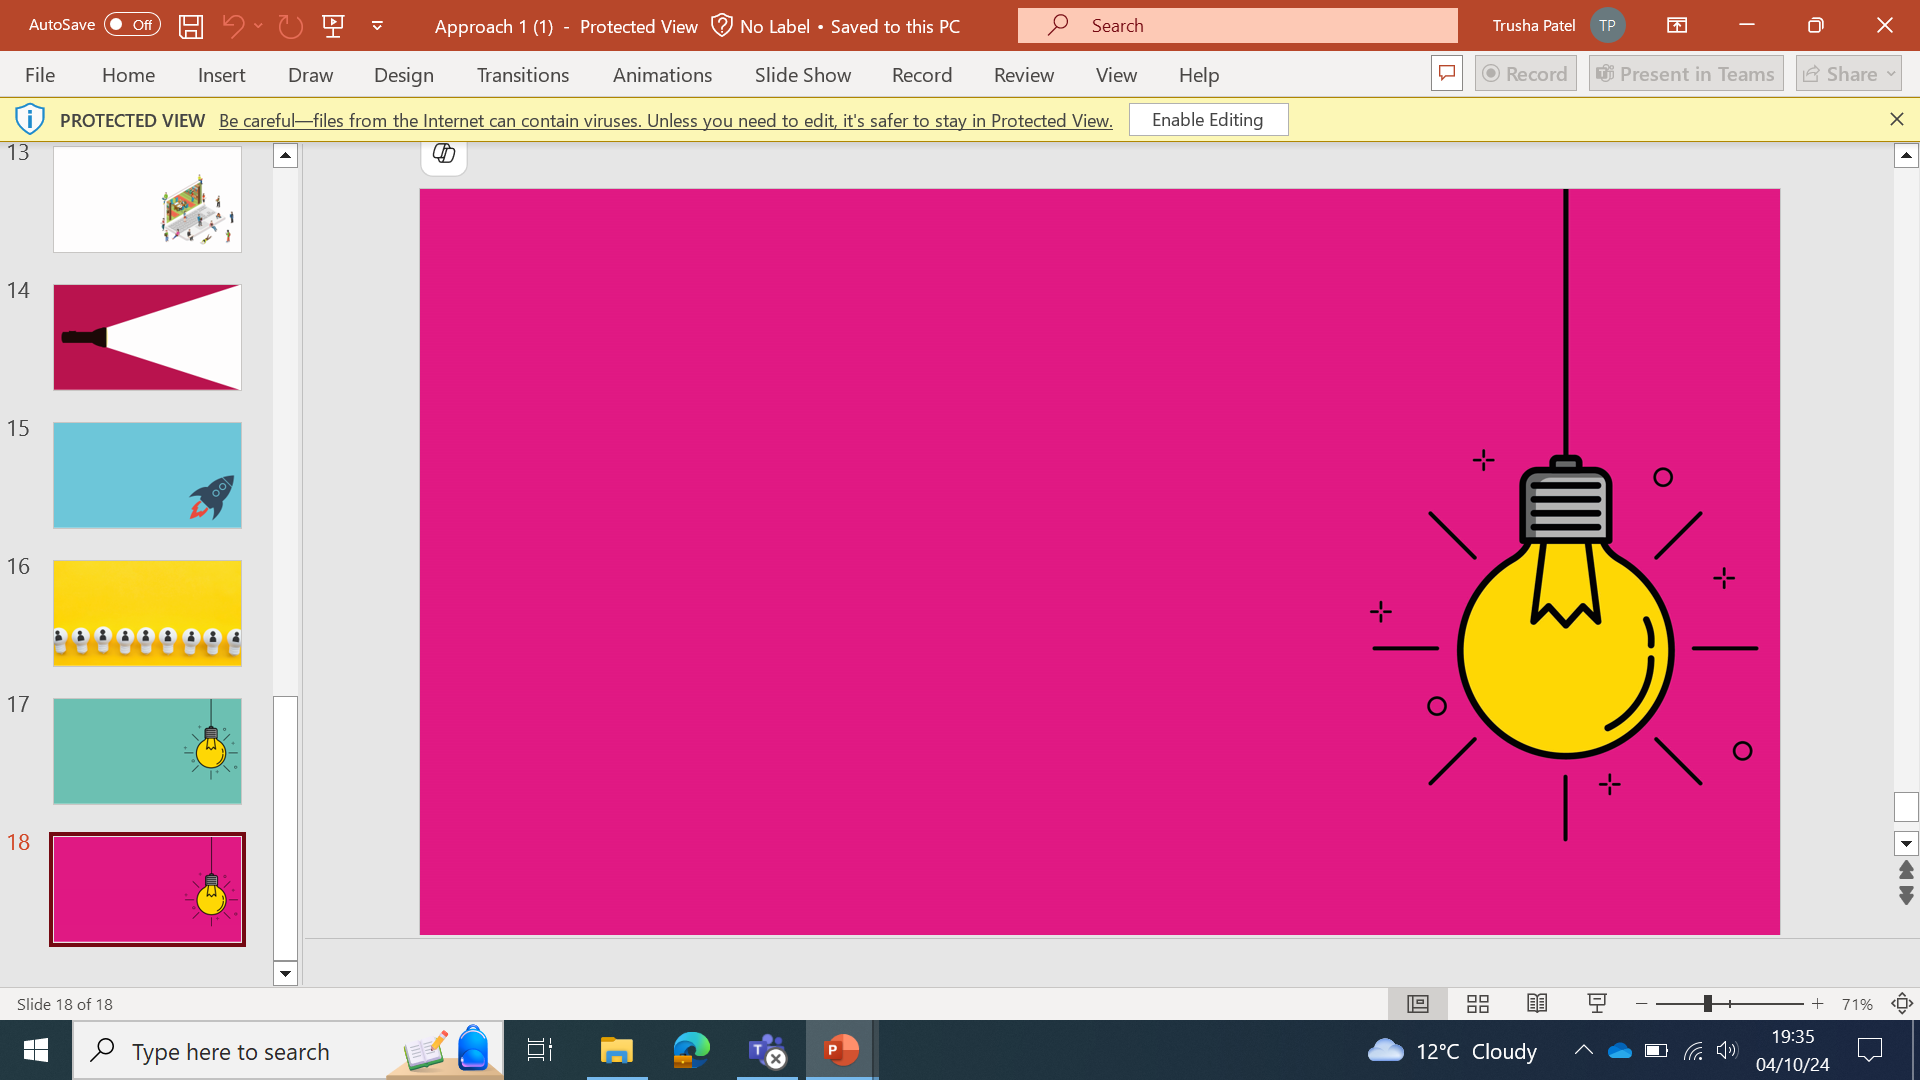 AutoSave Off
Approach 1 (1) - Protected View No Label • Saved to this PC
Search
Trusha Patel TP
File Home Insert Draw Design Transitions Animations Slide Show Record Review View Help
Record Present in Teams Share
PROTECTED VIEW Be careful—files from the Internet can contain viruses. Unless you need to edit, it's safer to stay in Protected View. Enable Editing
13
14
15
16
17
18
Slide 18 of 18
71%
Type here to search
12°C Cloudy
19:35
04/10/24